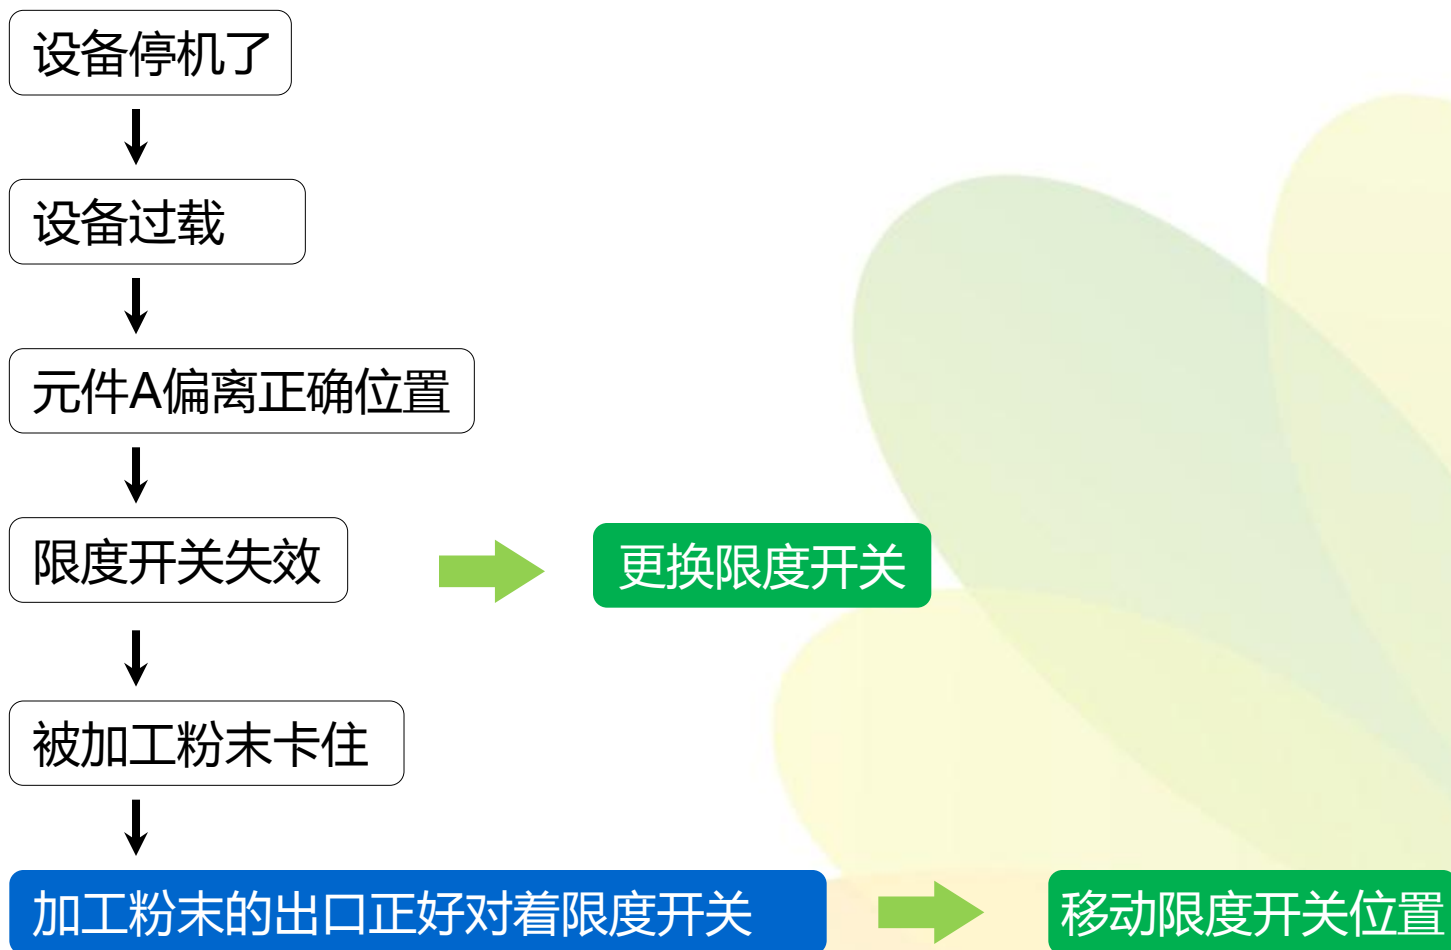 设备停机了
设备过载
元件A偏离正确位置
限度开关失效
更换限度开关
被加工粉末卡住
加工粉末的出口正好对着限度开关
移动限度开关位置